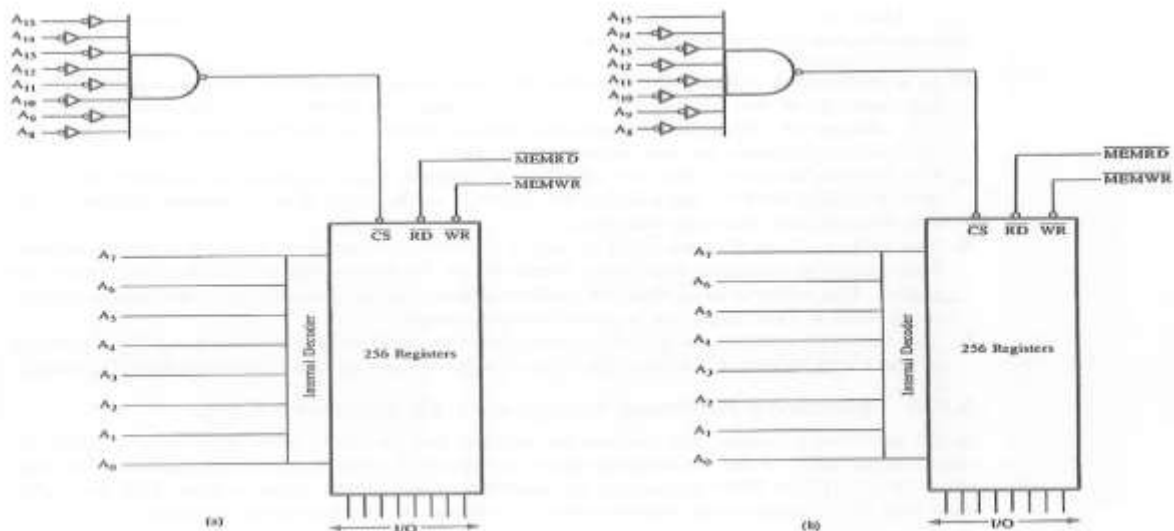 A15
A14
A13
A12
A11
A10
A9
A8
MEMRD
MEMWR
CS RD WR
A7
A6
A5
A4
A3
A2
A1
A0
Internal Decoder
256 Registers
(a)
I/O
A15
A14
A13
A12
A11
A10
A9
A8
MEMRD
MEMWR
CS RD WR
A7
A6
A5
A4
A3
A2
A1
A0
Internal Decoder
256 Registers
(b)
I/O